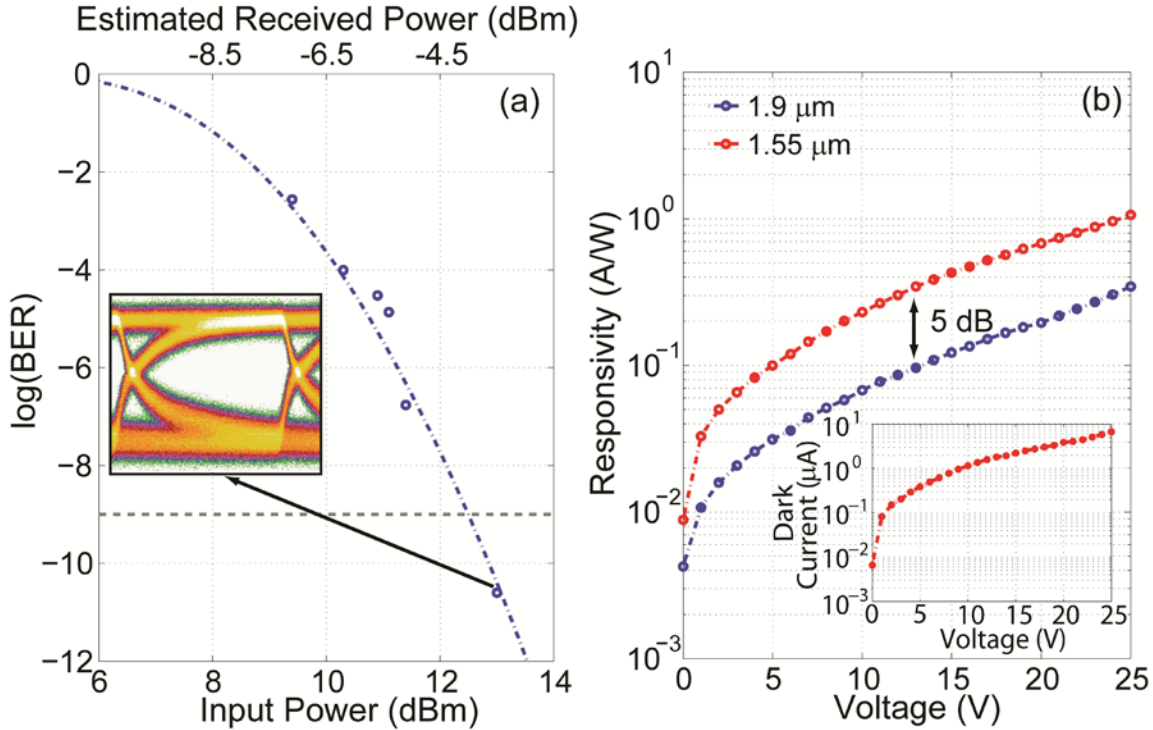 Estimated Received Power (dBm)
-8.5 -6.5 -4.5
0
−2
−4
−6
−8
−10
−12
log(BER)
(a)
6 8 10 12 14
Input Power (dBm)
10^1
10^0
10^−1
10^−2
10^−3
Responsivity (A/W)
(b)
1.9 μm
1.55 μm
5 dB
10^1
10^0
10^−1
10^−2
10^−3
Dark
Current (μA)
0 5 10 15 20 25
Voltage (V)
0 5 10 15 20 25
Voltage (V)